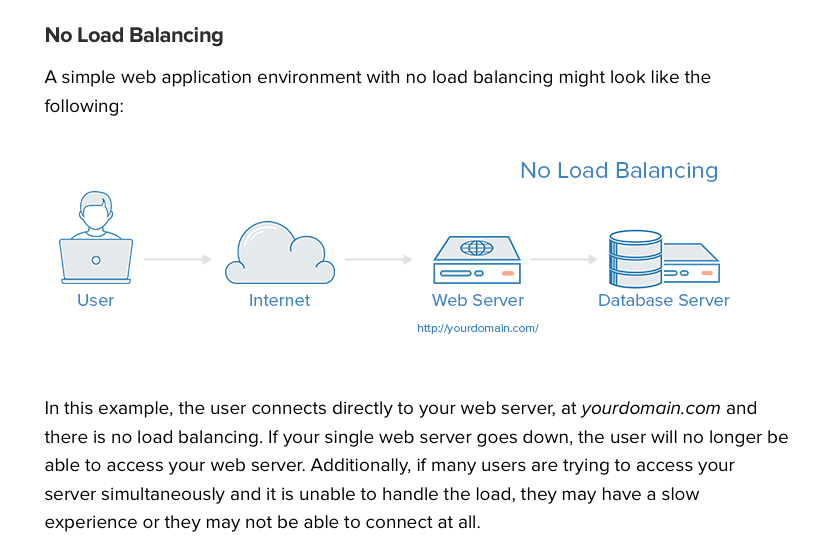 No Load Balancing
A simple web application environment with no load balancing might look like the
following:
No Load Balancing
User
Internet
Web Server
Database Server
http://yourdomain.com/
In this example, the user connects directly to your web server, at yourdomain.com and
there is no load balancing. If your single web server goes down, the user will no longer be
able to access your web server. Additionally, if many users are trying to access your
server simultaneously and it is unable to handle the load, they may have a slow
experience or they may not be able to connect at all.